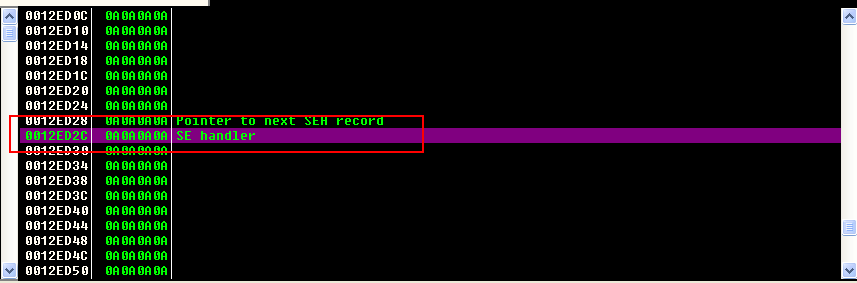 0012ED0C 0A0A0A0A
0012ED10 0A0A0A0A
0012ED14 0A0A0A0A
0012ED18 0A0A0A0A
0012ED1C 0A0A0A0A
0012ED20 0A0A0A0A
0012ED24 0A0A0A0A
0012ED28 0A0A0A0A Pointer to next SEH record
0012ED2C 0A0A0A0A SE handler
0012ED30 0A0A0A0A
0012ED34 0A0A0A0A
0012ED38 0A0A0A0A
0012ED3C 0A0A0A0A
0012ED40 0A0A0A0A
0012ED44 0A0A0A0A
0012ED48 0A0A0A0A
0012ED4C 0A0A0A0A
0012ED50 0A0A0A0A